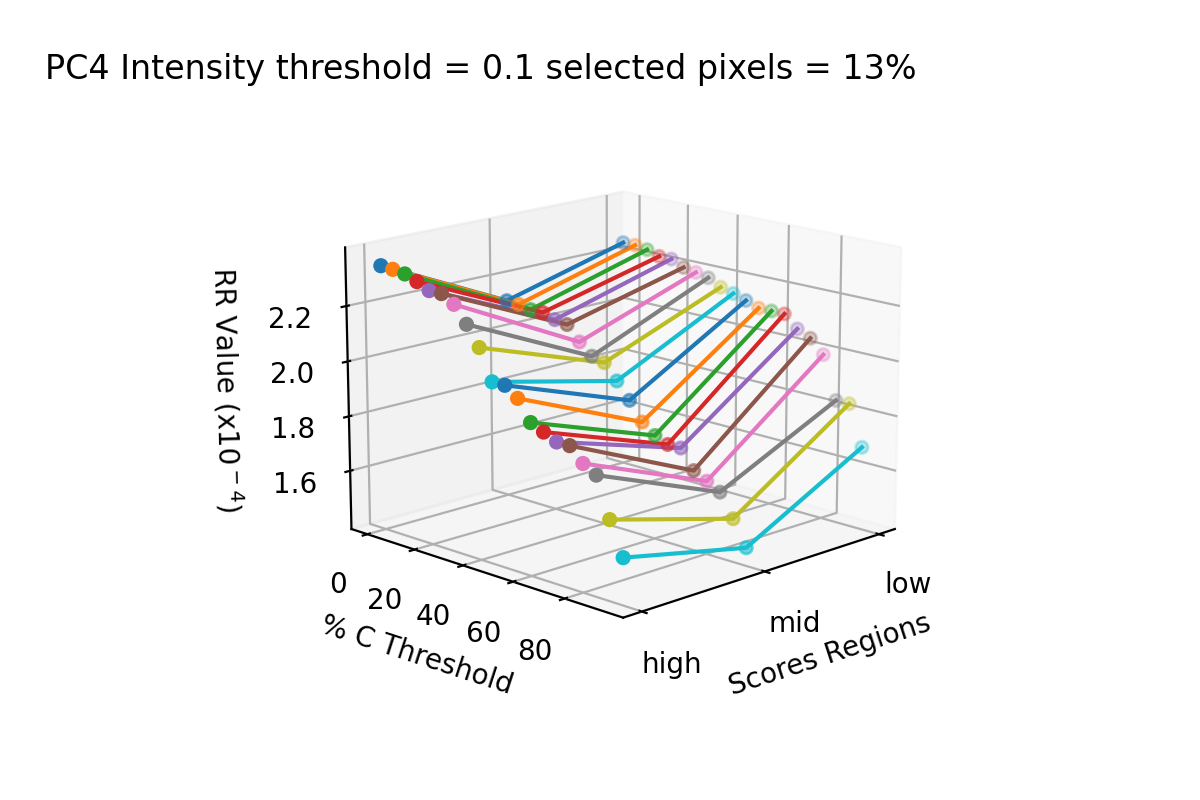 PC4 Intensity threshold = 0.1 selected pixels = 13%
RR Value (x10⁻⁴)
2.2
2.0
1.8
1.6
0
20
40
60
80
% C Threshold
high
mid
low
Scores Regions